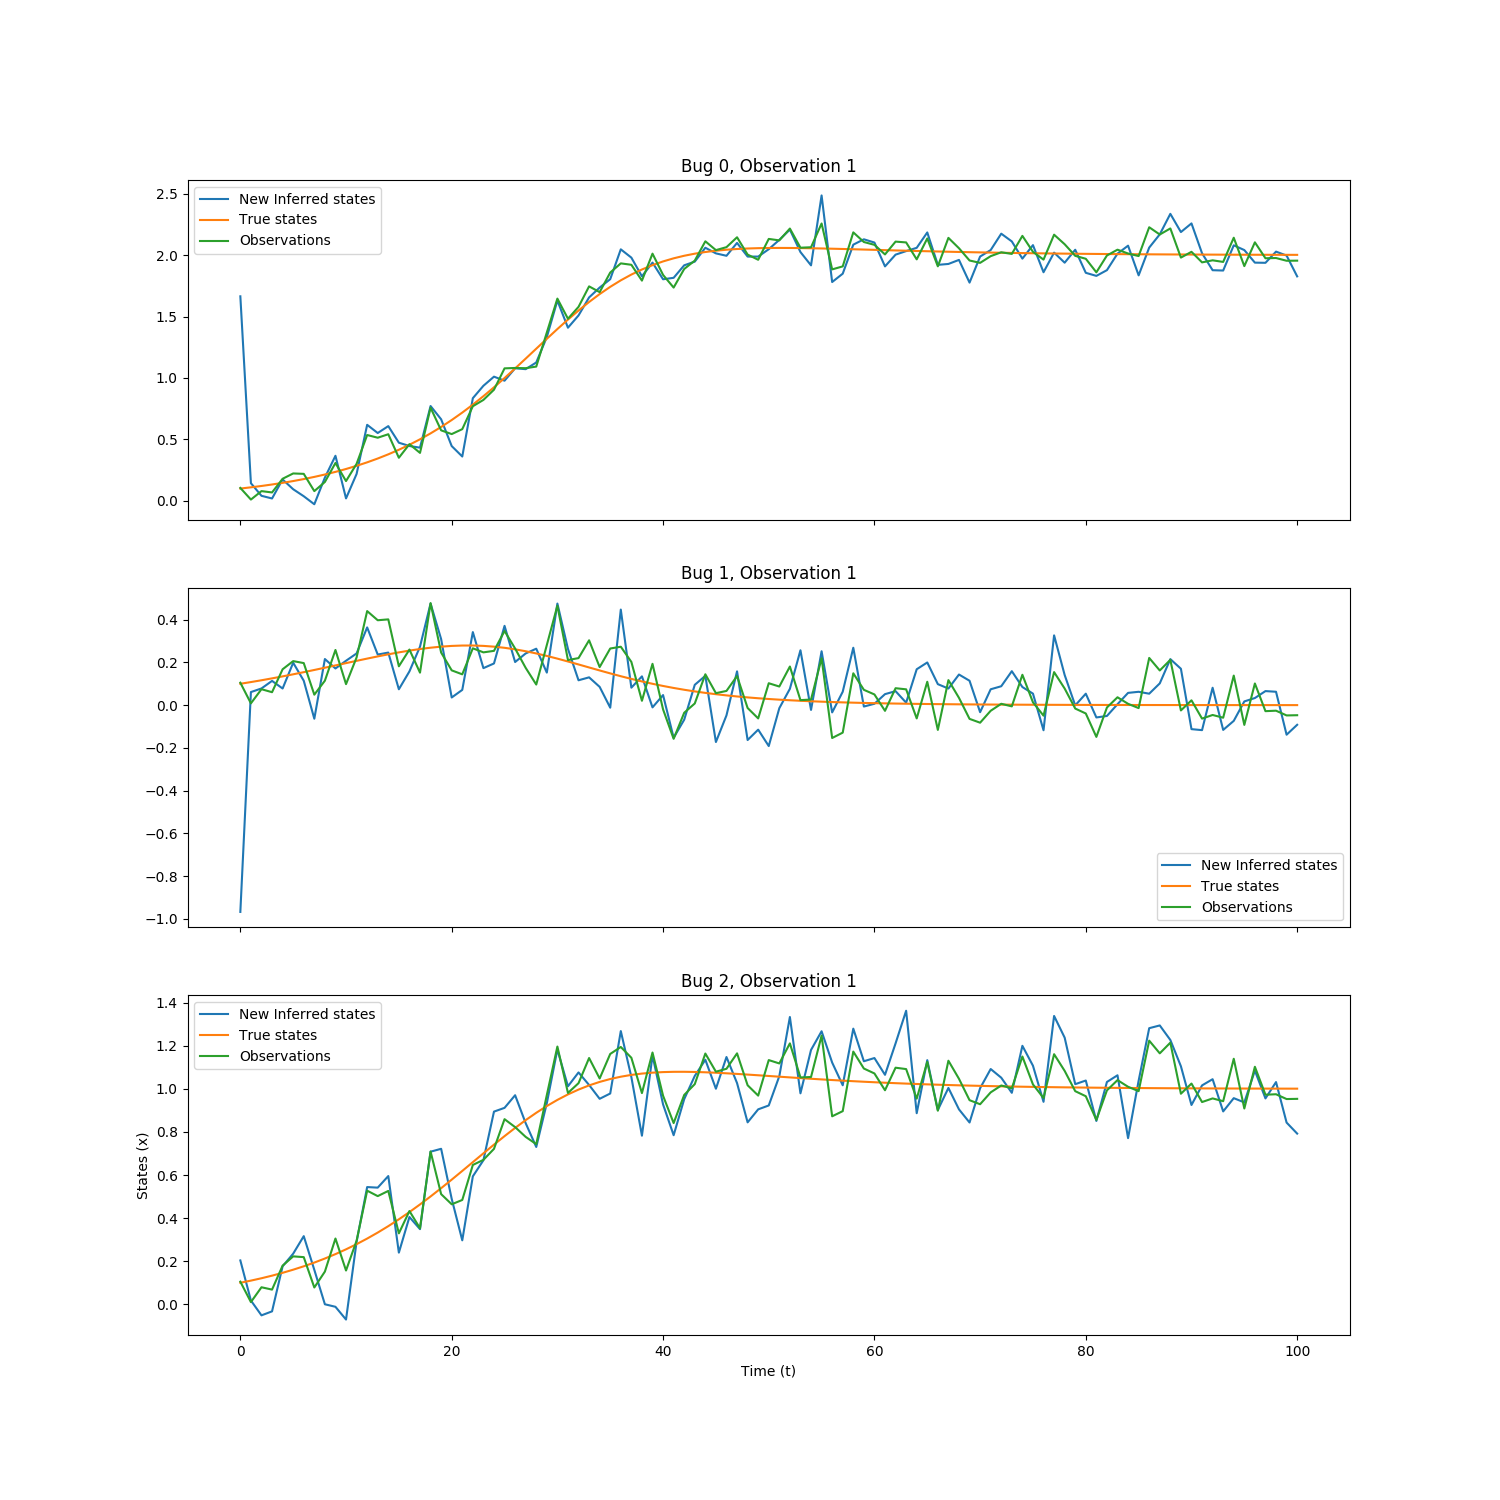 Bug 0, Observation 1
2.5
2.0
1.5
1.0
0.5
0.0
New Inferred states
True states
Observations
Bug 1, Observation 1
0.4
0.2
0.0
−0.2
−0.4
−0.6
−0.8
−1.0
New Inferred states
True states
Observations
Bug 2, Observation 1
States (x)
1.4
1.2
1.0
0.8
0.6
0.4
0.2
0.0
New Inferred states
True states
Observations
0 20 40 60 80 100
Time (t)